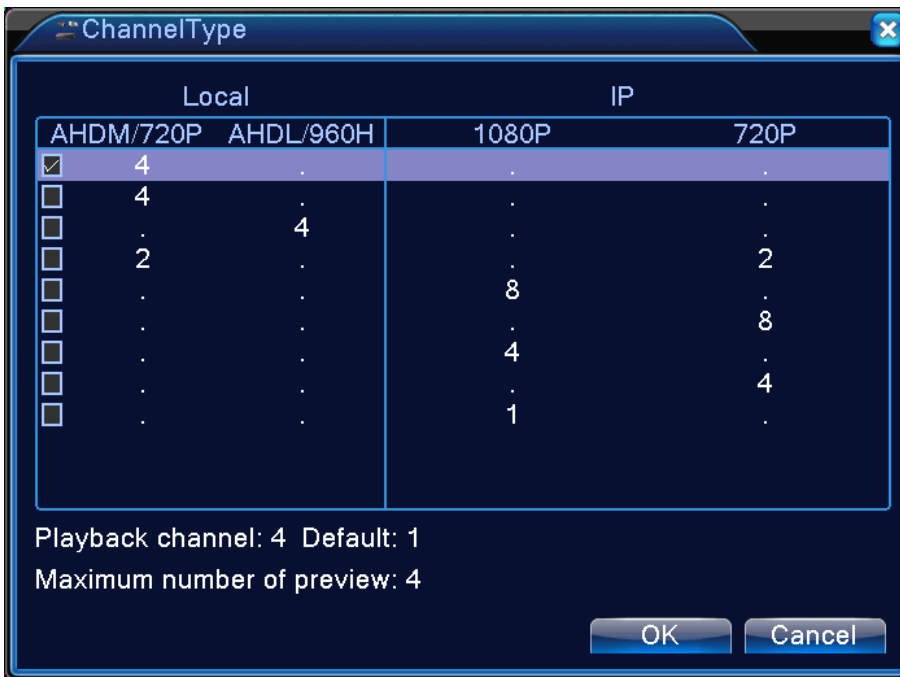 ChannelType
Local IP
AHDM/720P AHDL/960H 1080P 720P
4 . . .
4 . . .
. 4 . .
2 . . 2
. . 8 .
. . . 8
. . 4 .
. . . 4
. . 1 .
Playback channel: 4 Default: 1
Maximum number of preview: 4
OK Cancel